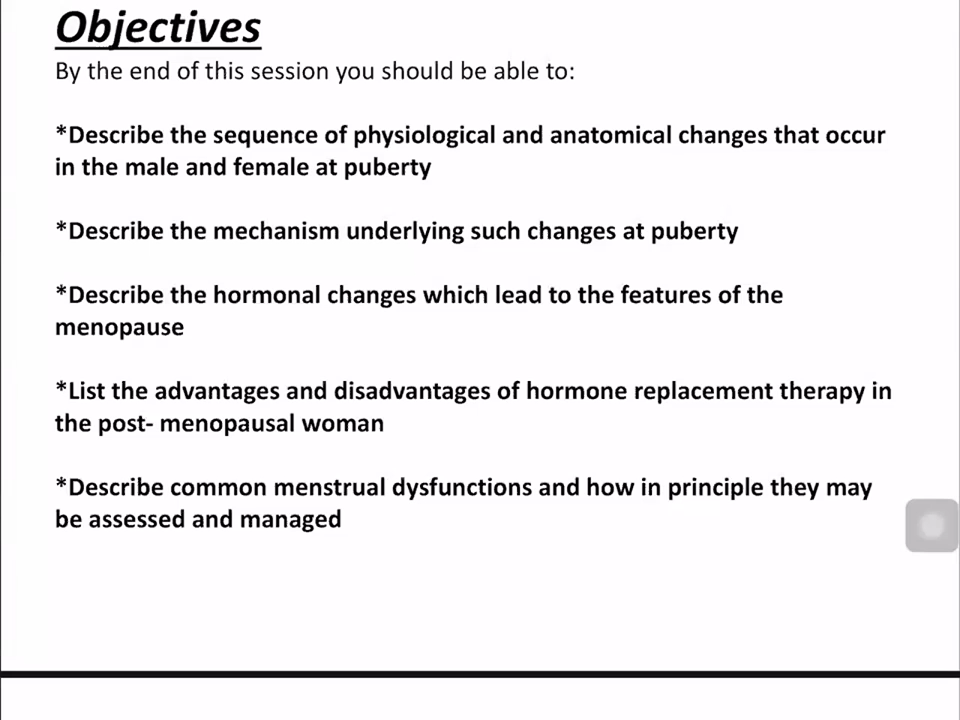 Objectives
By the end of this session you should be able to:
*Describe the sequence of physiological and anatomical changes that occur
in the male and female at puberty
*Describe the mechanism underlying such changes at puberty
*Describe the hormonal changes which lead to the features of the
menopause
*List the advantages and disadvantages of hormone replacement therapy in
the post- menopausal woman
*Describe common menstrual dysfunctions and how in principle they may
be assessed and managed